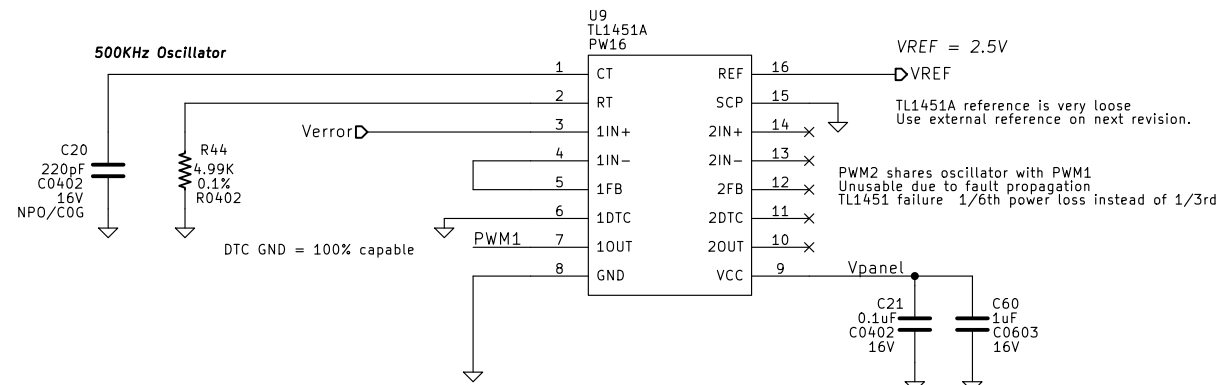 U9
TL1451A
PW16
500KHz Oscillator
VREF = 2.5V
1 CT REF 16 VREF
2 RT SCP 15
TL1451A reference is very loose
Use external reference on next revision.
Verror 3 1IN+ 2IN+ 14
4 1IN- 2IN- 13
C20
220pF
C0402
16V
NPO/C0G
R44
4.99K
0.1%
R0402
5 1FB 2FB 12
PWM2 shares oscillator with PWM1
Unusable due to fault propagation
TL1451 failure 1/6th power loss instead of 1/3rd
6 1DTC 2DTC 11
DTC GND = 100% capable
PWM1 7 1OUT 2OUT 10
8 GND VCC 9 Vpanel
C21
0.1uF
C0402
16V
C60
1uF
C0603
16V